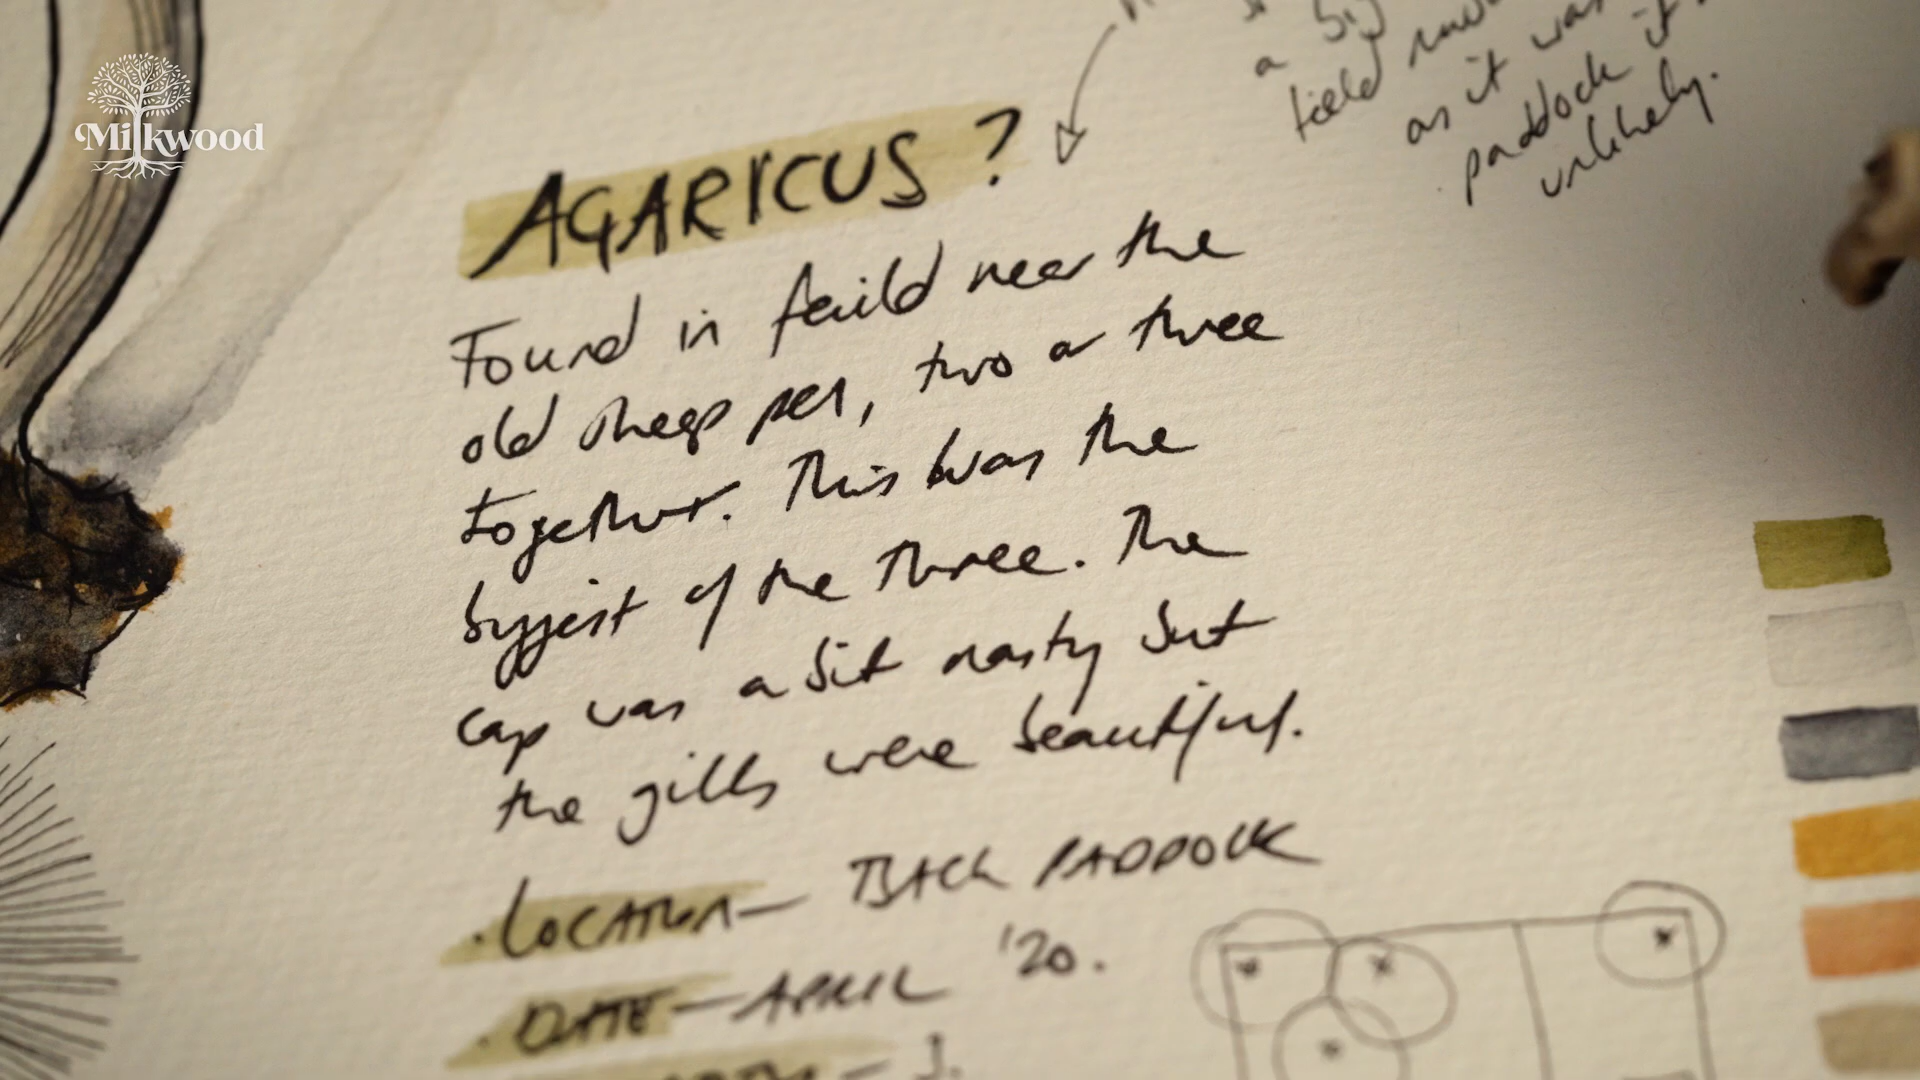 Milkwood
a big
field
as it was
paddock it
unlikely.
AGARICUS ?
Found in feild near the
old sheep pen, two or three
together. This was the
biggest of the three. The
cap was a bit nasty but
the gills were beautiful.
· LOCATION — BACK PADDOCK
· DATE — APRIL '20.